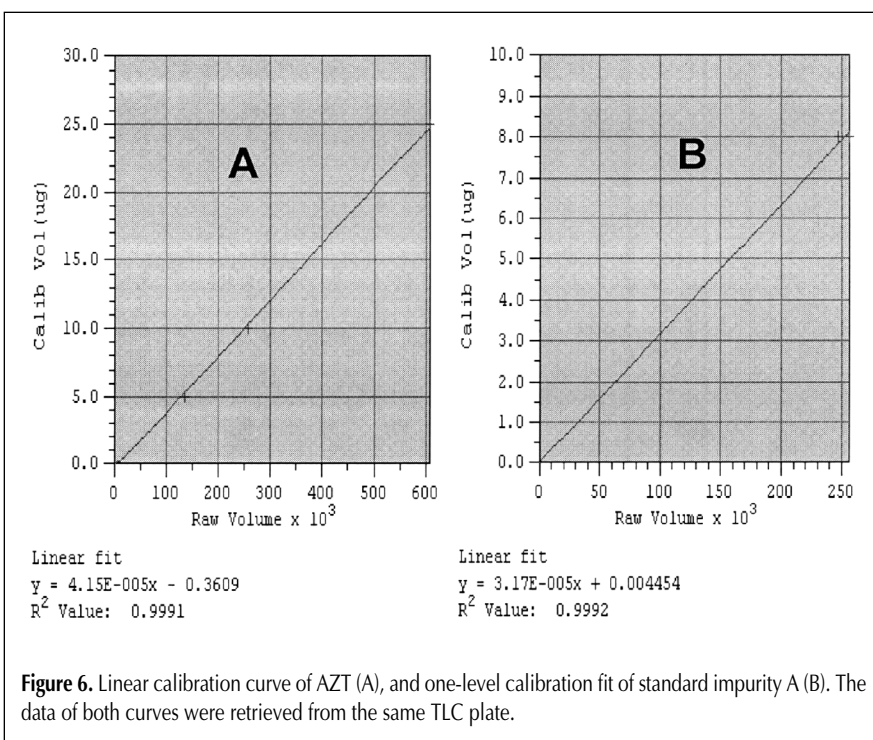 30.0
25.0
20.0
15.0
10.0
5.0
0.0
Calib Vol(ug)
A
0 100 200 300 400 500 600
Raw Volume x 10³
Linear fit
y = 4.15E-005x - 0.3609
R² Value: 0.9991
10.0
9.0
8.0
7.0
6.0
5.0
4.0
3.0
2.0
1.0
0.0
Calib Vol(ug)
B
0 50 100 150 200 250
Raw Volume x 10³
Linear fit
y = 3.17E-005x + 0.004454
R² Value: 0.9992
Figure 6. Linear calibration curve of AZT (A), and one-level calibration fit of standard impurity A (B). The
data of both curves were retrieved from the same TLC plate.